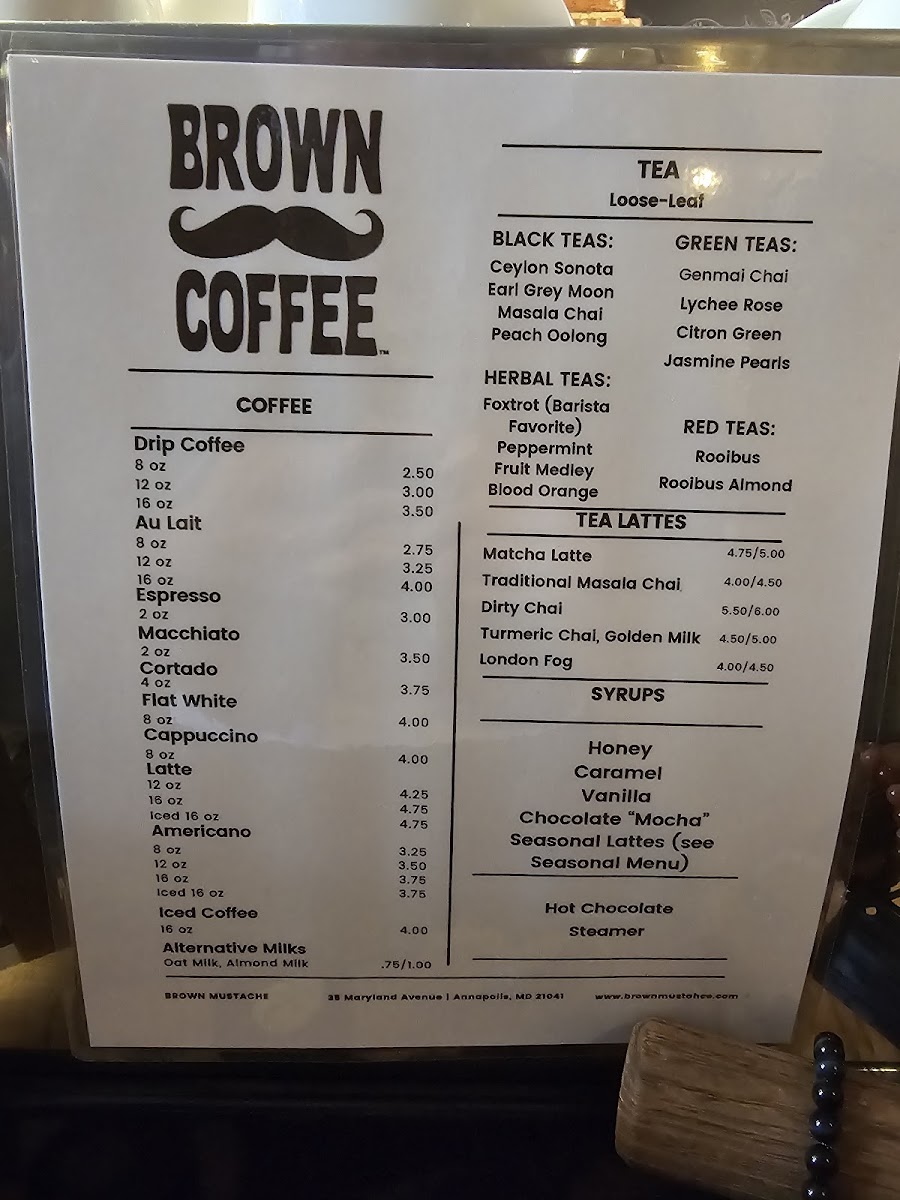 BROWN
COFFEE™
COFFEE
Drip Coffee
8 oz 2.50
12 oz 3.00
16 oz 3.50
Au Lait
8 oz 2.75
12 oz 3.25
16 oz 4.00
Espresso
2 oz 3.00
Macchiato
2 oz 3.50
Cortado
4 oz 3.75
Flat White
8 oz 4.00
Cappuccino
8 oz 4.00
Latte
12 oz 4.25
16 oz 4.75
Iced 16 oz 4.75
Americano
8 oz 3.25
12 oz 3.50
16 oz 3.75
Iced 16 oz 3.75
Iced Coffee
16 oz 4.00
Alternative Milks
Oat Milk, Almond Milk .75/1.00
TEA
Loose-Leaf
BLACK TEAS:
Ceylon Sonota
Earl Grey Moon
Masala Chai
Peach Oolong
GREEN TEAS:
Genmai Chai
Lychee Rose
Citron Green
Jasmine Pearls
HERBAL TEAS:
Foxtrot (Barista
Favorite)
Peppermint
Fruit Medley
Blood Orange
RED TEAS:
Rooibus
Rooibus Almond
TEA LATTES
Matcha Latte 4.75/5.00
Traditional Masala Chai 4.00/4.50
Dirty Chai 5.50/6.00
Turmeric Chai, Golden Milk 4.50/5.00
London Fog 4.00/4.50
SYRUPS
Honey
Caramel
Vanilla
Chocolate "Mocha"
Seasonal Lattes (see
Seasonal Menu)
Hot Chocolate
Steamer
BROWN MUSTACHE 35 Maryland Avenue | Annapolis, MD 21041 www.brownmustahce.com